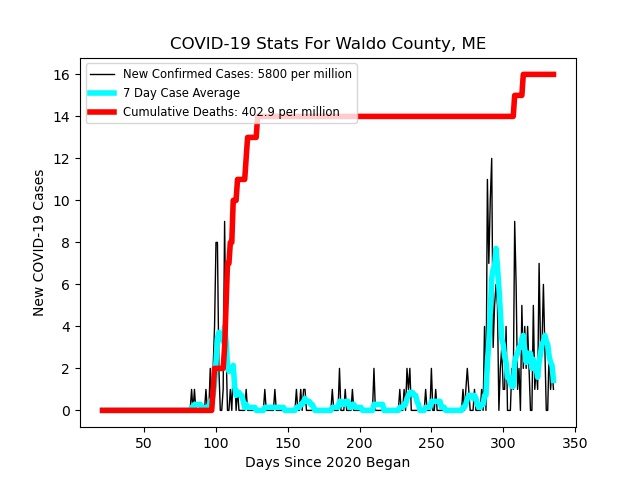 COVID-19 Stats For Waldo County, ME
New Confirmed Cases: 5800 per million
7 Day Case Average
Cumulative Deaths: 402.9 per million
New COVID-19 Cases
16
14
12
10
8
6
4
2
0
50 100 150 200 250 300 350
Days Since 2020 Began